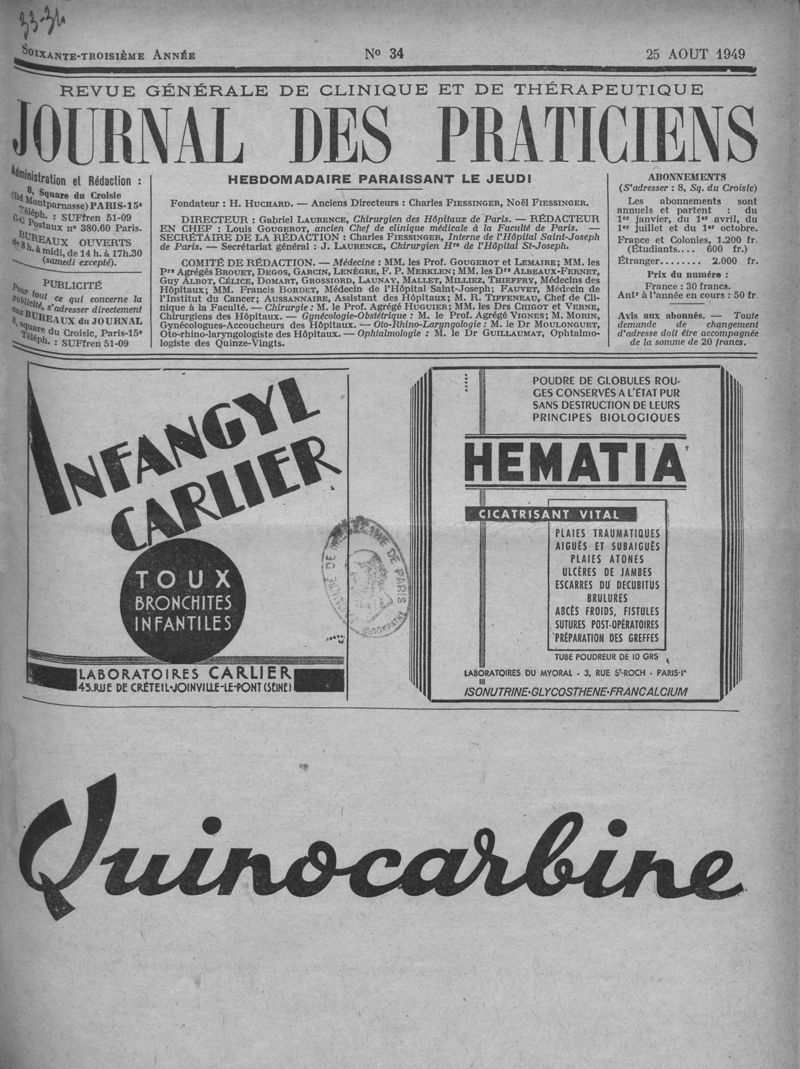 33-34
SOIXANTE-TROISIÈME ANNÉE
N° 34
25 AOUT 1949
REVUE GÉNÉRALE DE CLINIQUE ET DE THÉRAPEUTIQUE
JOURNAL DES PRATICIENS
Administration et Rédaction :
8, Square du Croisic
(Bd Montparnasse) PARIS-15e
Téléph. : SUFfren 51-09
C-C Postaux n° 380.60 Paris.
BUREAUX OUVERTS
de 8 h. à midi, de 14 h. à 17h.30
(samedi excepté).
PUBLICITÉ
Pour tout ce qui concerne la
publicité, s'adresser directement
aux BUREAUX du JOURNAL
8, square du Croisic, Paris-15e
Téléph. : SUFfren 51-09
HEBDOMADAIRE PARAISSANT LE JEUDI
Fondateur : H. HUCHARD. — Anciens Directeurs : Charles FIESSINGER, Noël FIESSINGER.
DIRECTEUR : Gabriel LAURENCE, Chirurgien des Hôpitaux de Paris. — RÉDACTEUR
EN CHEF : Louis GOUGEROT, ancien Chef de clinique médicale à la Faculté de Paris. —
SECRÉTAIRE DE LA RÉDACTION : Charles FIESSINGER, Interne de l'Hôpital Saint-Joseph
de Paris. — Secrétariat général : J. LAURENCE, Chirurgien Hre de l'Hôpital St-Joseph.
COMITÉ DE RÉDACTION. — Médecine : MM. les Prof. GOUGEROT et LEMAIRE; MM. les
Prs Agrégés BROUET, DEGOS, GARCIN, LENÈGRE, F. P. MERKLEN; MM. les Drs ALBEAUX-FERNET,
GUY ALBOT, CÉLICE, DOMART, GROSSIORD, LAUNAY, MALLET, MILLIEZ, THIEFFRY, Médecins des
Hôpitaux; MM. Francis BORDET, Médecin de l'Hôpital Saint-Joseph; FAUVET, Médecin de
l'Institut du Cancer; AUSSANNAIRE, Assistant des Hôpitaux; M. R. TIFFENEAU, Chef de Cli-
nique à la Faculté. — Chirurgie : M. le Prof. Agrégé HUGUIER; MM. les Drs CHIGOT et VERNE,
Chirurgiens des Hôpitaux. — Gynécologie-Obstétrique : M. le Prof. Agrégé VIGNES; M. MORIN,
Gynécologues-Accoucheurs des Hôpitaux. — Oto-Rhino-Laryngologie : M. le Dr MOULONGUET,
Oto-rhino-laryngologiste des Hôpitaux. — Ophtalmologie : M. le Dr GUILLAUMAT, Ophtalmo-
logiste des Quinze-Vingts.
ABONNEMENTS
(S'adresser : 8, Sq. du Croisic)
Les abonnements sont
annuels et partent : du
1er janvier, du 1er avril, du
1er juillet et du 1er octobre.
France et Colonies, 1.200 fr.
(Étudiants.... 600 fr.)
Étranger........ 2.000 fr.
Prix du numéro :
France : 30 francs.
Antr à l'année en cours : 50 fr.
Avis aux abonnés. — Toute
demande de changement
d'adresse doit être accompagnée
de la somme de 20 francs.
INFANGYL
CARLIER
TOUX
BRONCHITES
INFANTILES
LABORATOIRES CARLIER
43.RUE DE CRÉTEIL-JOINVILLE-LE-PONT (SEINE)
POUDRE DE GLOBULES ROU-
GES CONSERVÉS A L'ÉTAT PUR
SANS DESTRUCTION DE LEURS
PRINCIPES BIOLOGIQUES
HEMATIA
CICATRISANT VITAL
PLAIES TRAUMATIQUES
AIGUËS ET SUBAIGUËS
PLAIES ATONES
ULCÈRES DE JAMBES
ESCARRES DU DECUBITUS
BRULURES
ABCÈS FROIDS, FISTULES
SUTURES POST-OPÉRATOIRES
PRÉPARATION DES GREFFES
TUBE POUDREUR DE 10 GRS
LABORATOIRES DU MYORAL - 3, RUE ST-ROCH - PARIS-1er
ISONUTRINE-GLYCOSTHENE-FRANCALCIUM
Quinocarbine